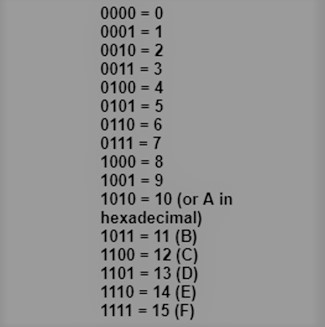 0000 = 0
0001 = 1
0010 = 2
0011 = 3
0100 = 4
0101 = 5
0110 = 6
0111 = 7
1000 = 8
1001 = 9
1010 = 10 (or A in
hexadecimal)
1011 = 11 (B)
1100 = 12 (C)
1101 = 13 (D)
1110 = 14 (E)
1111 = 15 (F)